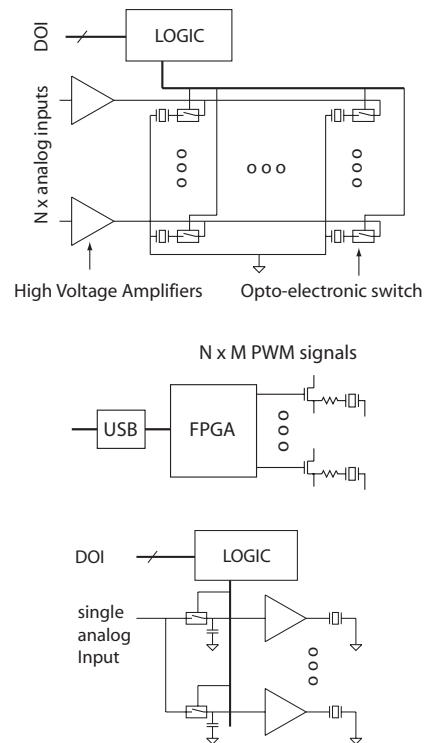 DOI
LOGIC
N x analog inputs
o o o
o o o
o o o
High Voltage Amplifiers
Opto-electronic switch
N x M PWM signals
USB
FPGA
o o o
DOI
LOGIC
single
analog
Input
o o o